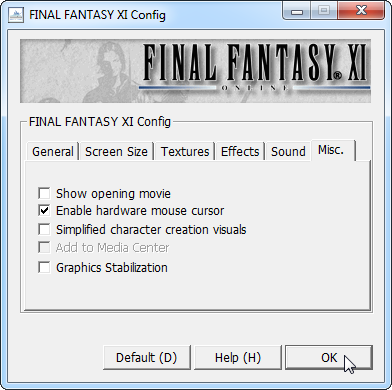 FINAL FANTASY XI Config
FINAL FANTASY® XI
ONLINE
FINAL FANTASY XI Config
General Screen Size Textures Effects Sound Misc.
Show opening movie
Enable hardware mouse cursor
Simplified character creation visuals
Add to Media Center
Graphics Stabilization
Default (D) Help (H) OK